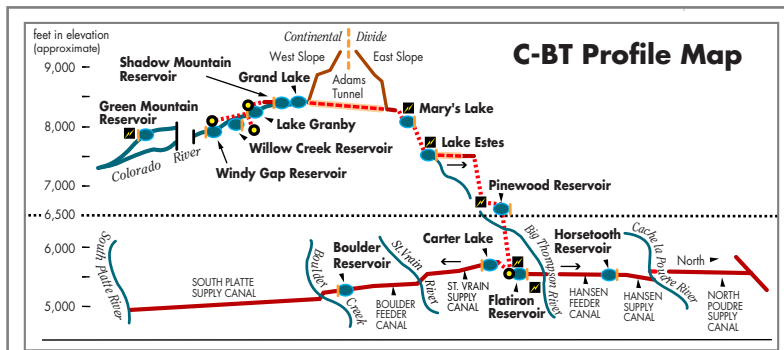 feet in elevation
(approximate)
C-BT Profile Map
Continental Divide
West Slope
East Slope
Adams
Tunnel
9,000
8,000
7,000
6,500
6,000
5,000
Shadow Mountain
Reservoir
Grand Lake
Green Mountain
Reservoir
Lake Granby
Willow Creek Reservoir
Windy Gap Reservoir
Colorado
River
Mary's Lake
Lake Estes
Pinewood Reservoir
South Platte River
SOUTH PLATTE
SUPPLY CANAL
Boulder
Creek
Boulder
Reservoir
BOULDER
FEEDER
CANAL
St. Vrain
River
Carter Lake
ST. VRAIN
SUPPLY
CANAL
Flatiron
Reservoir
Big Thompson River
HANSEN
FEEDER
CANAL
Horsetooth
Reservoir
HANSEN
SUPPLY
CANAL
Cache la Poudre River
North
NORTH
POUDRE
SUPPLY
CANAL